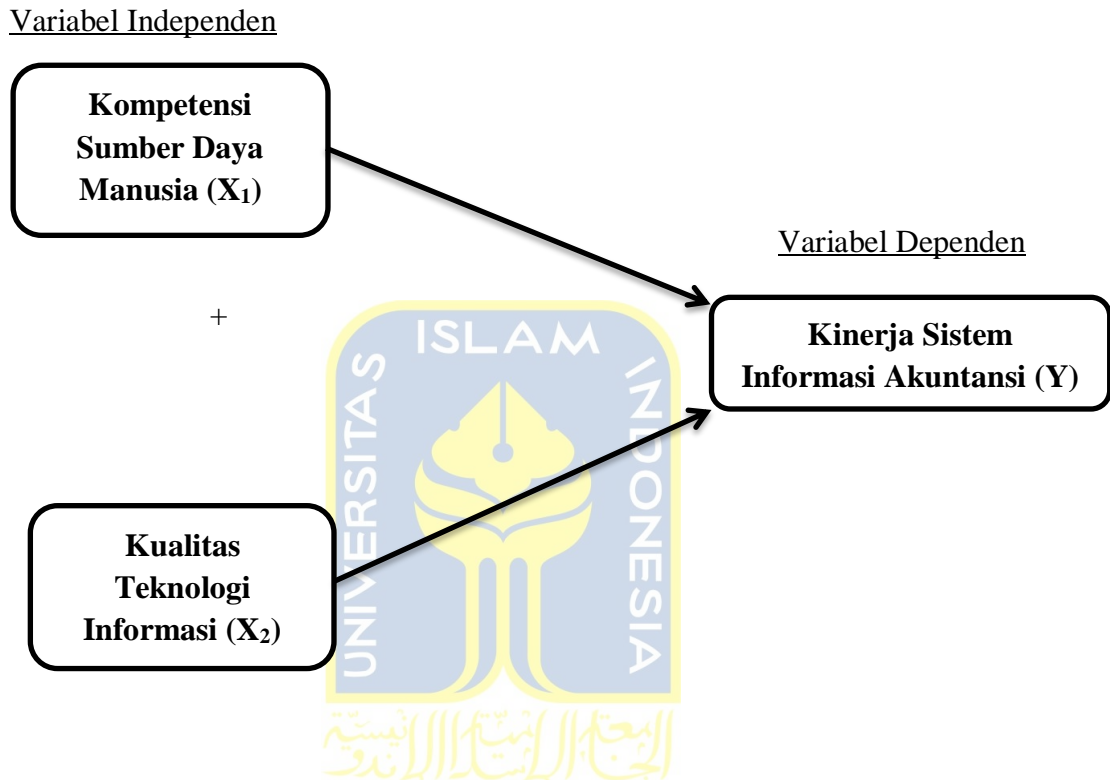 Variabel Independen
Kompetensi
Sumber Daya
Manusia (X₁)
Variabel Dependen
+
Kinerja Sistem
Informasi Akuntansi (Y)
Kualitas
Teknologi
Informasi (X₂)
UNIVERSITAS
ISLAM
INDONESIA